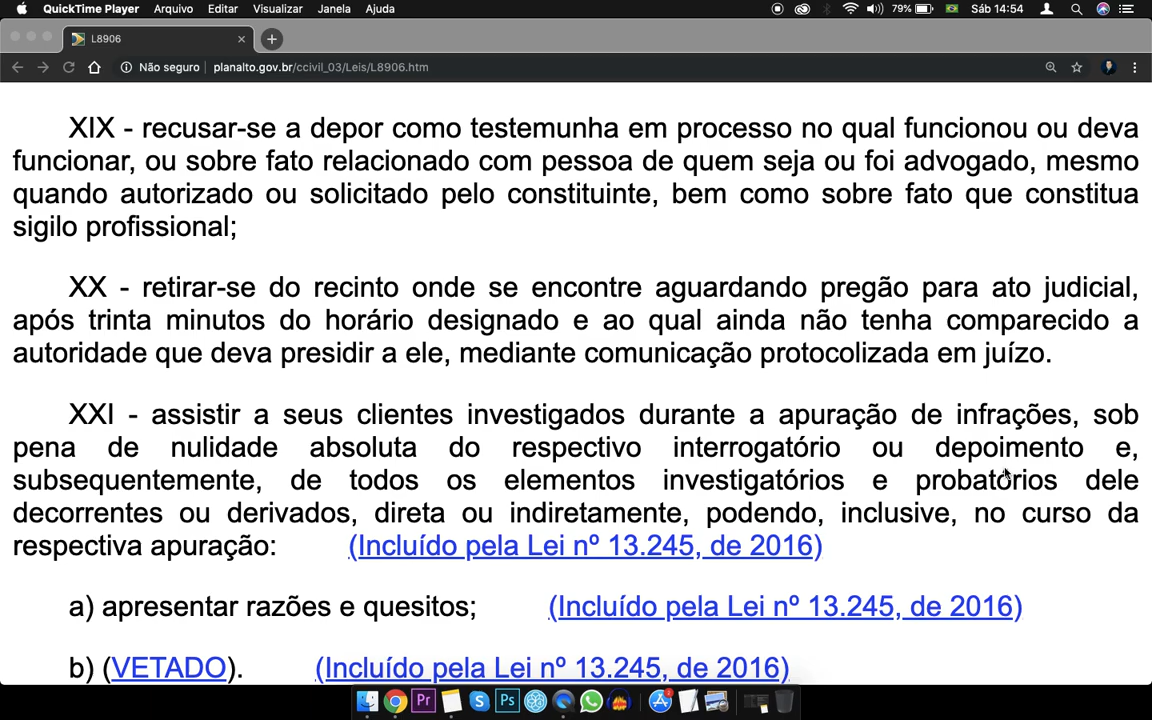 QuickTime Player Arquivo Editar Visualizar Janela Ajuda 79% Sáb 14:54
L8906
Não seguro planalto.gov.br/ccivil_03/Leis/L8906.htm
XIX - recusar-se a depor como testemunha em processo no qual funcionou ou deva
funcionar, ou sobre fato relacionado com pessoa de quem seja ou foi advogado, mesmo
quando autorizado ou solicitado pelo constituinte, bem como sobre fato que constitua
sigilo profissional;
XX - retirar-se do recinto onde se encontre aguardando pregão para ato judicial,
após trinta minutos do horário designado e ao qual ainda não tenha comparecido a
autoridade que deva presidir a ele, mediante comunicação protocolizada em juízo.
XXI - assistir a seus clientes investigados durante a apuração de infrações, sob
pena de nulidade absoluta do respectivo interrogatório ou depoimento e,
subsequentemente, de todos os elementos investigatórios e probatórios dele
decorrentes ou derivados, direta ou indiretamente, podendo, inclusive, no curso da
respectiva apuração: (Incluído pela Lei nº 13.245, de 2016)
a) apresentar razões e quesitos; (Incluído pela Lei nº 13.245, de 2016)
b) (VETADO). (Incluído pela Lei nº 13.245, de 2016)
Pr Ps